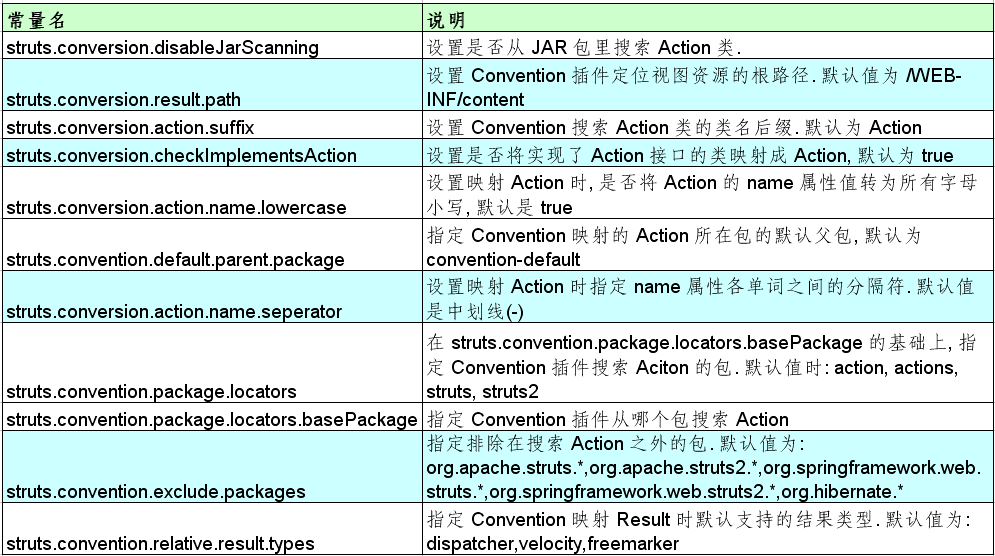 常量名 说明
struts.conversion.disableJarScanning 设置是否从 JAR 包里搜索 Action 类.
设置 Convention 插件定位视图资源的根路径. 默认值为 /WEB-
struts.conversion.result.path INF/content
struts.conversion.action.suffix 设置 Convention 搜索 Action 类的类名后缀. 默认为 Action
struts.conversion.checkImplementsAction 设置是否将实现了 Action 接口的类映射成 Action, 默认为 true
设置映射 Action 时, 是否将 Action 的 name 属性值转为所有字母
struts.conversion.action.name.lowercase 小写, 默认是 true
指定 Convention 映射的 Action 所在包的默认父包, 默认为
struts.convention.default.parent.package convention-default
设置映射 Action 时指定 name 属性各单词之间的分隔符. 默认值
struts.conversion.action.name.seperator 是中划线(-)
在 struts.convention.package.locators.basePackage 的基础上, 指
定 Convention 插件搜索 Aciton 的包. 默认值时: action, actions,
struts.convention.package.locators struts, struts2
struts.convention.package.locators.basePackage 指定 Convention 插件从哪个包搜索 Action
指定排除在搜索 Action 之外的包. 默认值为:
org.apache.struts.*,org.apache.struts2.*,org.springframework.web.
struts.convention.exclude.packages struts.*,org.springframework.web.struts2.*,org.hibernate.*
指定 Convention 映射 Result 时默认支持的结果类型. 默认值为:
struts.convention.relative.result.types dispatcher,velocity,freemarker